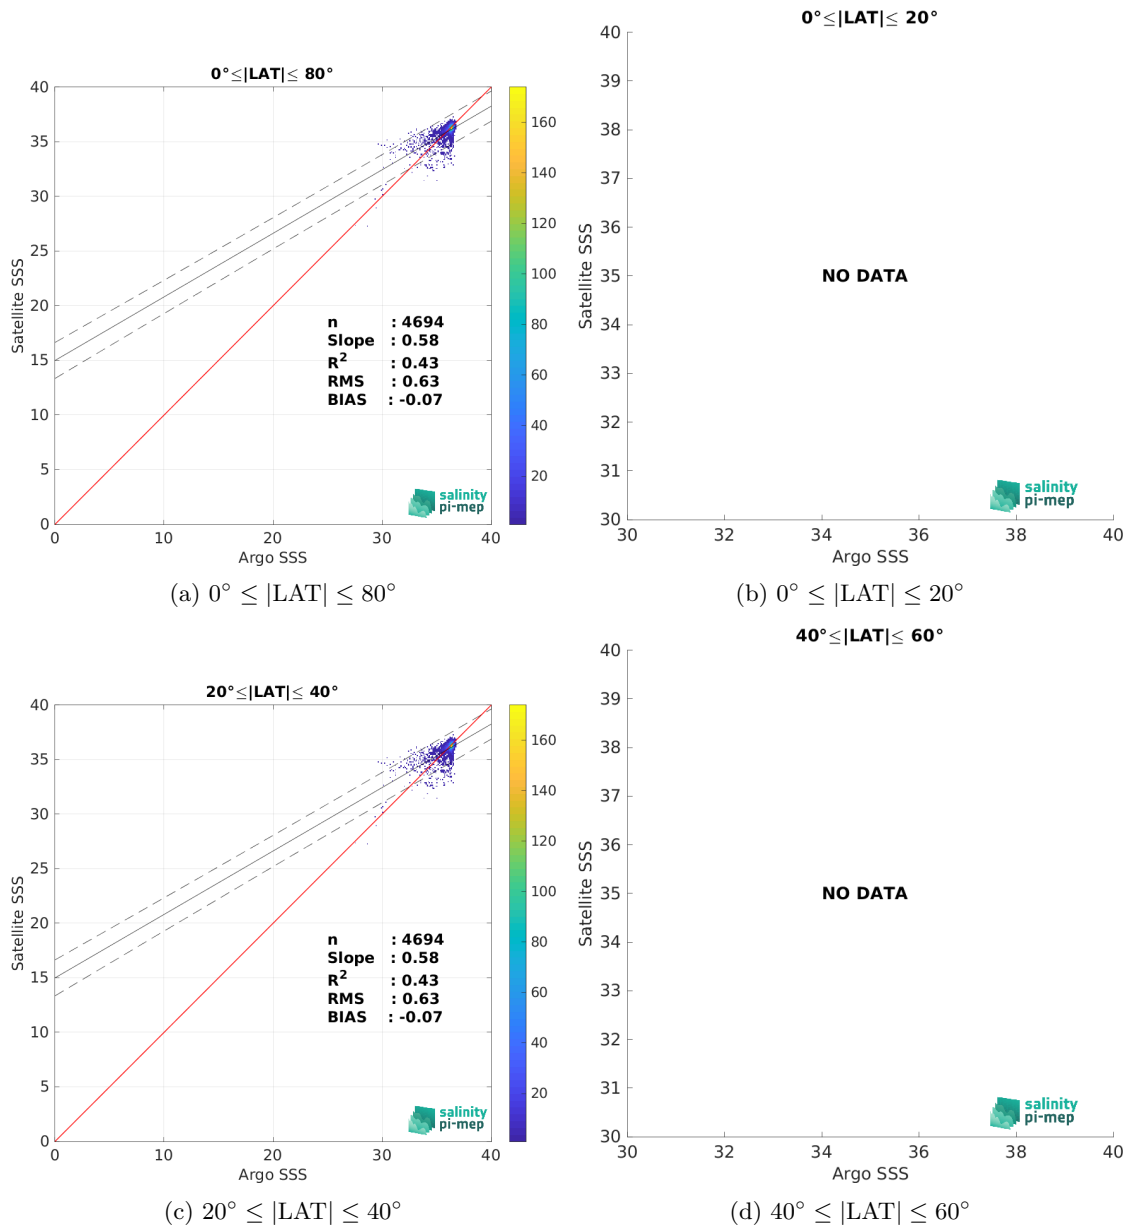 0°≤|LAT|≤ 80°
40
35
30
25
20
15
10
5
0
Satellite SSS
0 10 20 30 40
Argo SSS
160
140
120
100
80
60
40
20
n : 4694
Slope : 0.58
R² : 0.43
RMS : 0.63
BIAS : -0.07
salinity
pi-mep
(a) 0° ≤ |LAT| ≤ 80°
0°≤|LAT|≤ 20°
40
39
38
37
36
35
34
33
32
31
30
Satellite SSS
NO DATA
salinity
pi-mep
30 32 34 36 38 40
Argo SSS
(b) 0° ≤ |LAT| ≤ 20°
20°≤|LAT|≤ 40°
40
35
30
25
20
15
10
5
0
Satellite SSS
0 10 20 30 40
Argo SSS
160
140
120
100
80
60
40
20
n : 4694
Slope : 0.58
R² : 0.43
RMS : 0.63
BIAS : -0.07
salinity
pi-mep
(c) 20° ≤ |LAT| ≤ 40°
40°≤|LAT|≤ 60°
40
39
38
37
36
35
34
33
32
31
30
Satellite SSS
NO DATA
salinity
pi-mep
30 32 34 36 38 40
Argo SSS
(d) 40° ≤ |LAT| ≤ 60°